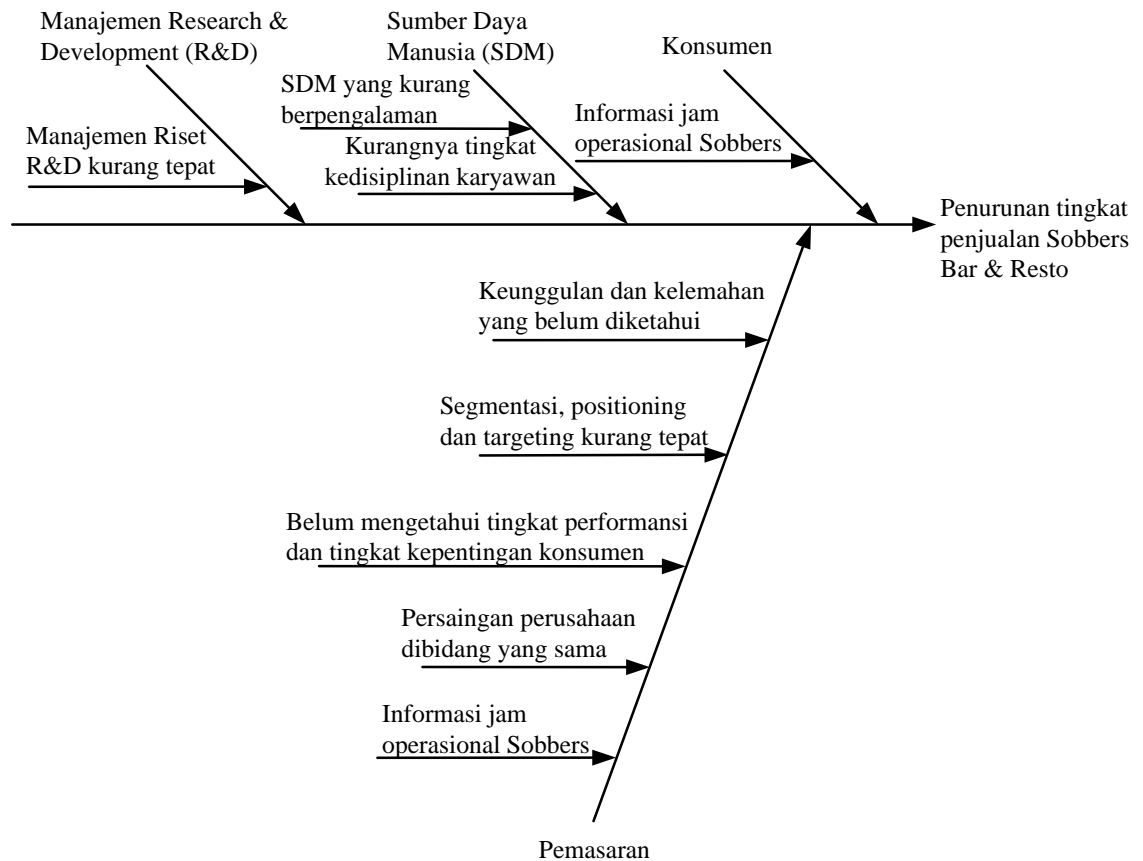 Manajemen Research &
Development (R&D)
Sumber Daya
Manusia (SDM)
Konsumen
SDM yang kurang
berpengalaman
Informasi jam
operasional Sobbers
Manajemen Riset
R&D kurang tepat
Kurangnya tingkat
kedisiplinan karyawan
Penurunan tingkat
penjualan Sobbers
Bar & Resto
Keunggulan dan kelemahan
yang belum diketahui
Segmentasi, positioning
dan targeting kurang tepat
Belum mengetahui tingkat performansi
dan tingkat kepentingan konsumen
Persaingan perusahaan
dibidang yang sama
Informasi jam
operasional Sobbers
Pemasaran